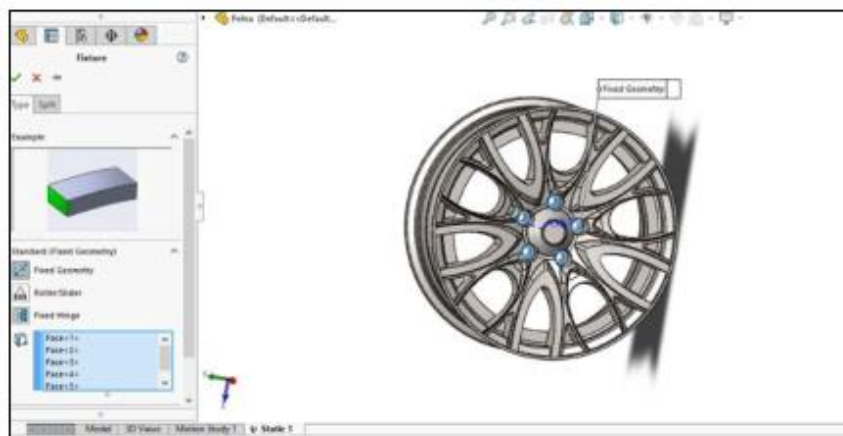 Felna (Default<<Default...
Fixture
Type Split
Example
Fixed Geometry
Standard (Fixed Geometry)
Fixed Geometry
Roller/Slider
Fixed Hinge
Face<1>
Face<2>
Face<3>
Face<4>
Face<5>
Model 3D Views Motion Study 1 Static 1